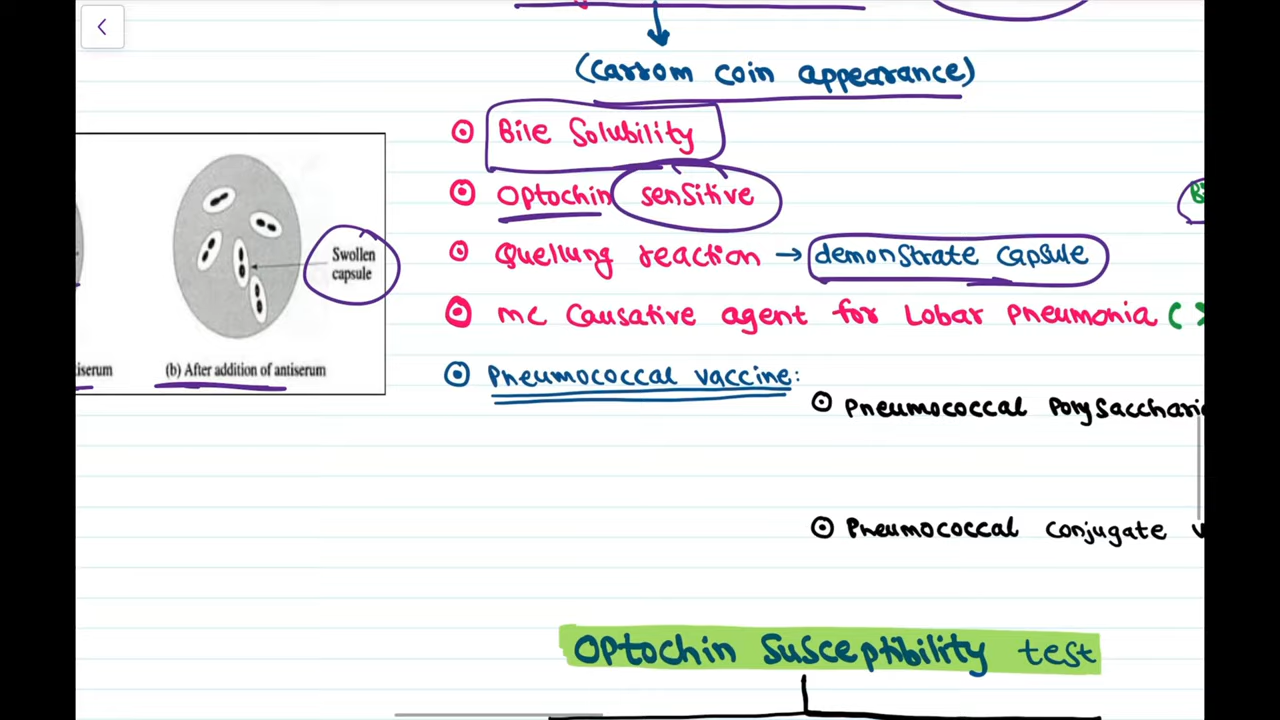 (Carrom coin appearance)
Bile Solubility
Optochin sensitive
Swollen
capsule
Quellung reaction → demonstrate capsule
MC Causative agent for Lobar Pneumonia (
iserum
(b) After addition of antiserum
Pneumococcal vaccine:
Pneumococcal Polysacchari
Pneumococcal Conjugate v
Optochin Susceptibility test